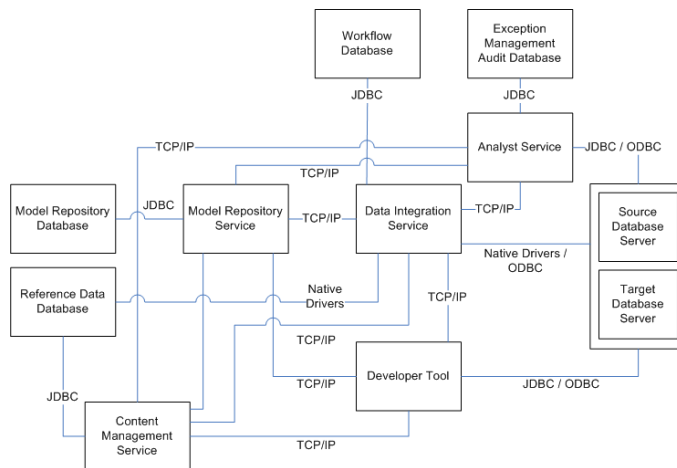 Workflow
Database
Exception
Management
Audit Database
JDBC
JDBC
TCP/IP
Analyst Service
JDBC / ODBC
TCP/IP
Model Repository
Database
JDBC
Model Repository
Service
TCP/IP
Data Integration
Service
TCP/IP
Source
Database
Server
Native Drivers /
ODBC
Reference Data
Database
Native
Drivers
TCP/IP
Target
Database
Server
TCP/IP
JDBC
TCP/IP
Developer Tool
JDBC / ODBC
Content
Management
Service
TCP/IP